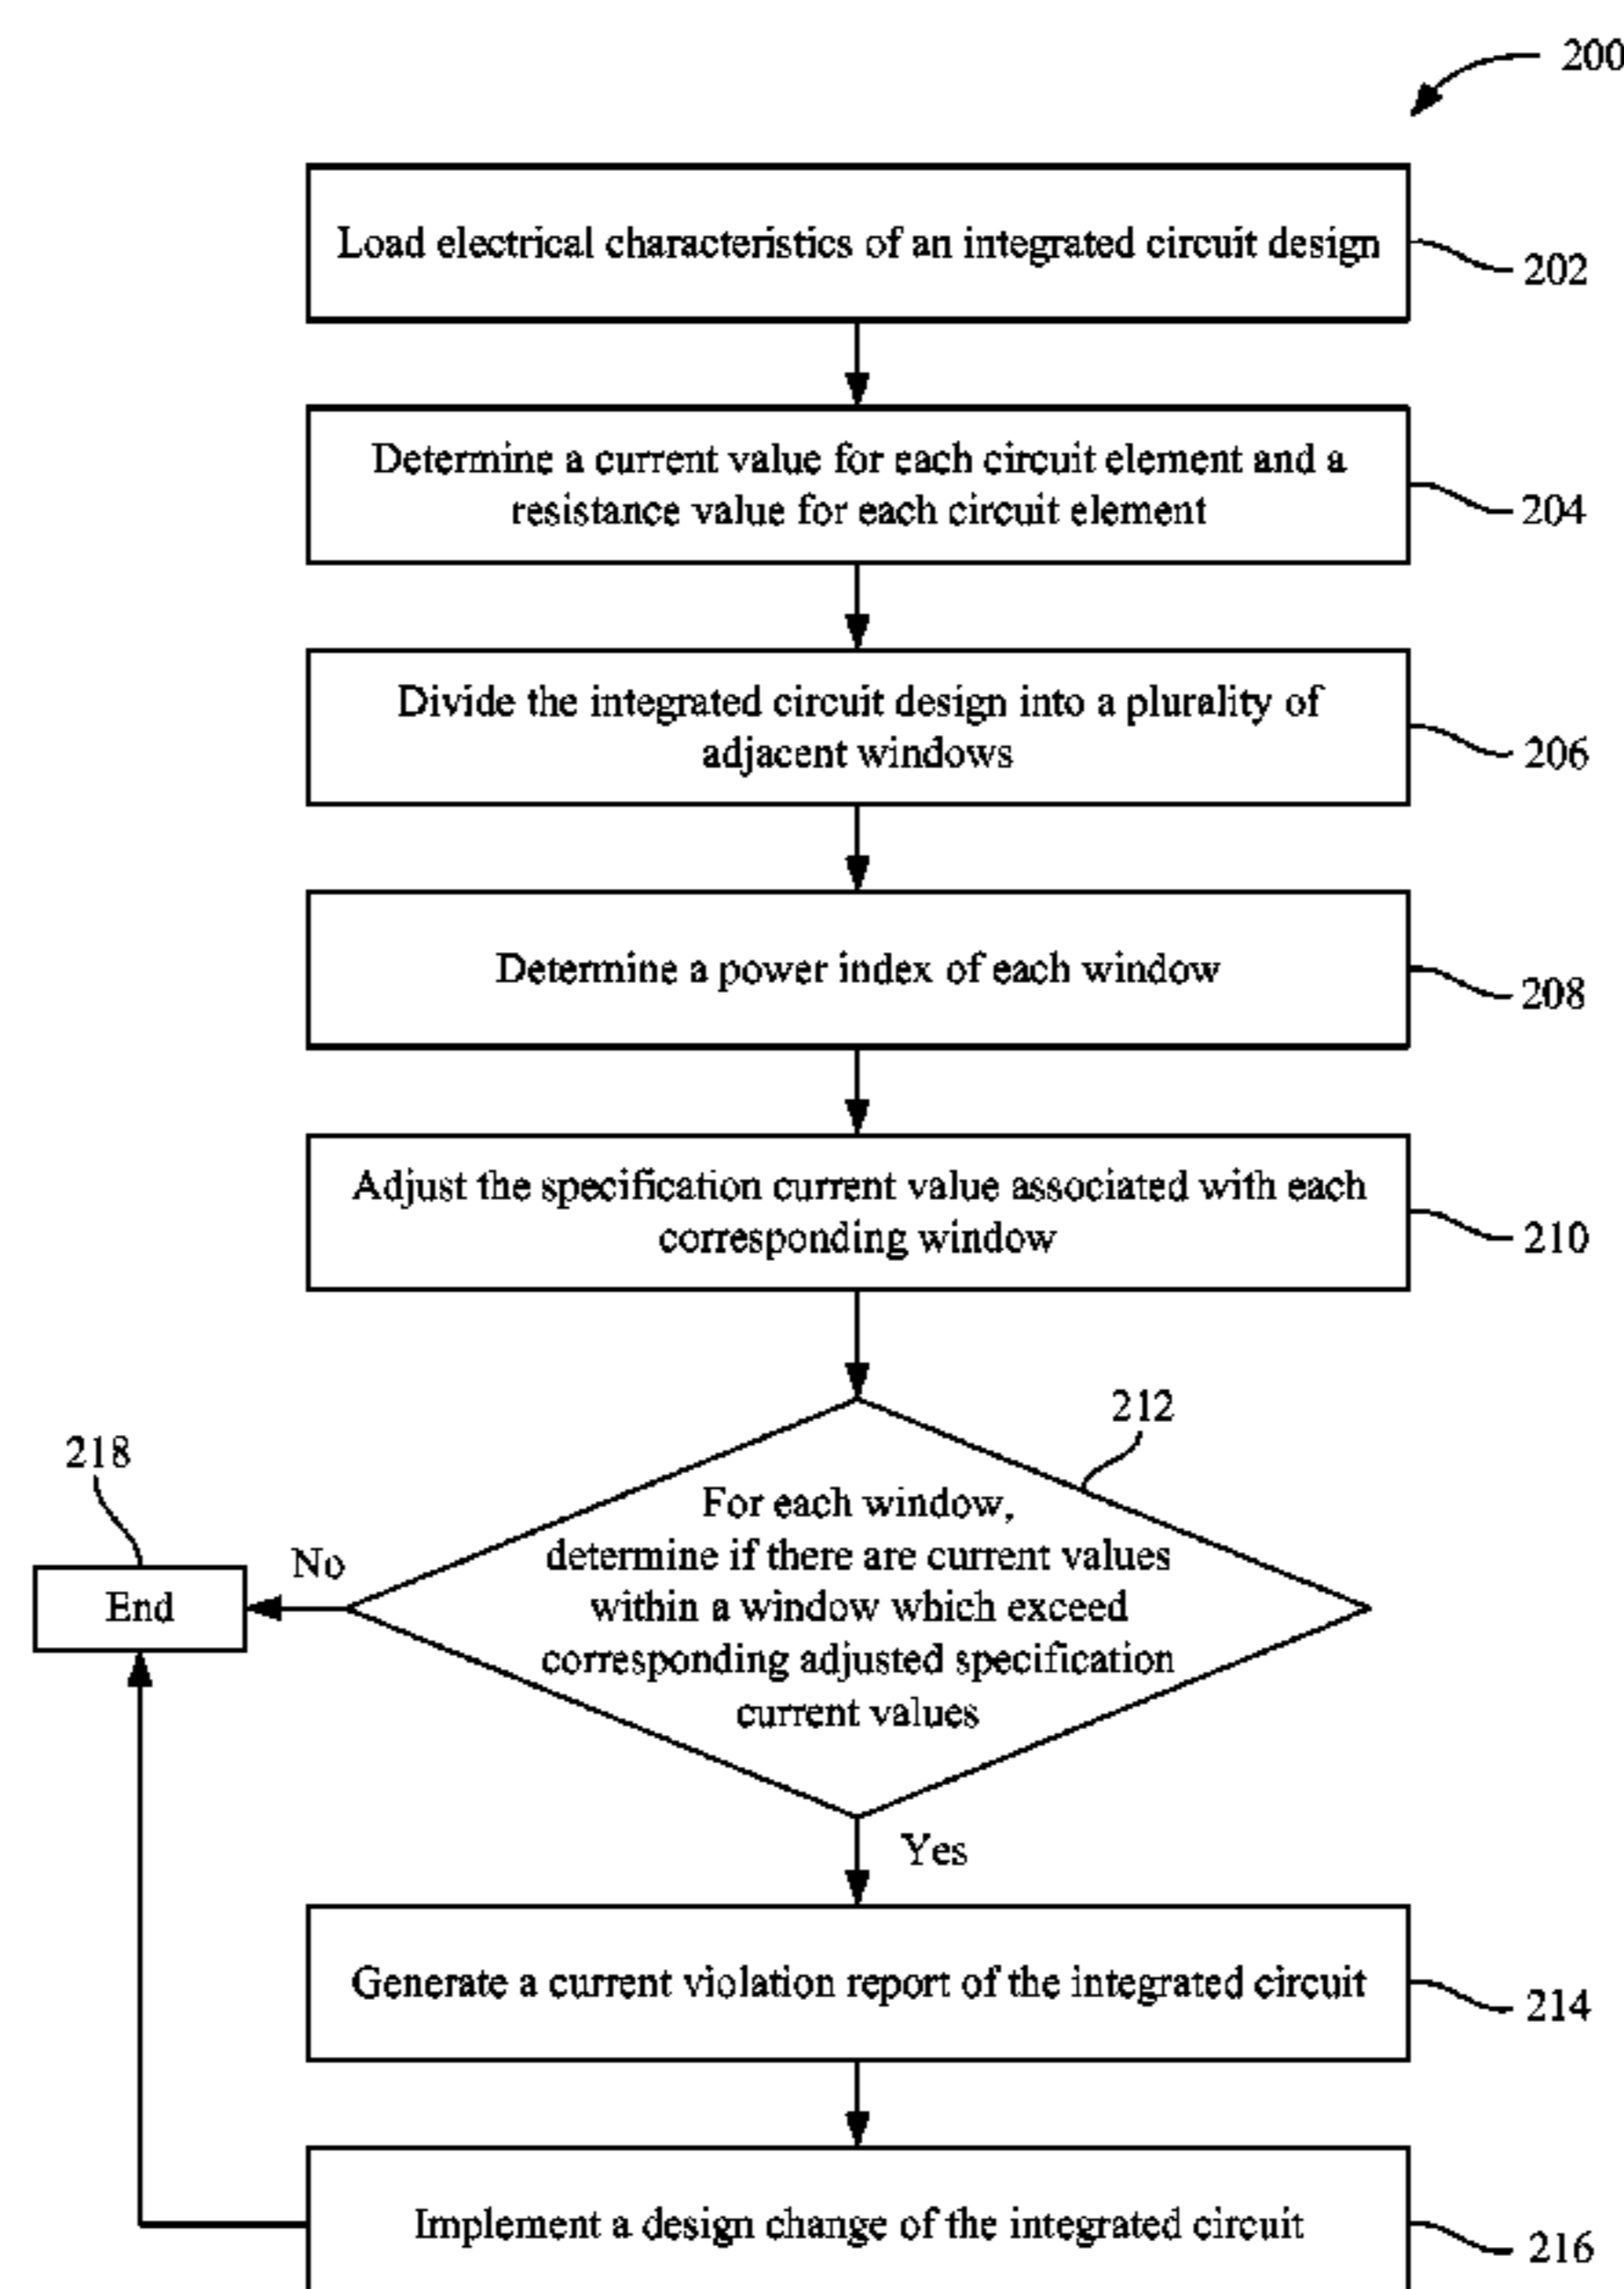 200
Load electrical characteristics of an integrated circuit design
202
Determine a current value for each circuit element and a
resistance value for each circuit element
204
Divide the integrated circuit design into a plurality of
adjacent windows
206
Determine a power index of each window
208
Adjust the specification current value associated with each
corresponding window
210
212
For each window,
determine if there are current values
within a window which exceed
corresponding adjusted specification
current values
218
No
End
Yes
Generate a current violation report of the integrated circuit
214
Implement a design change of the integrated circuit
216